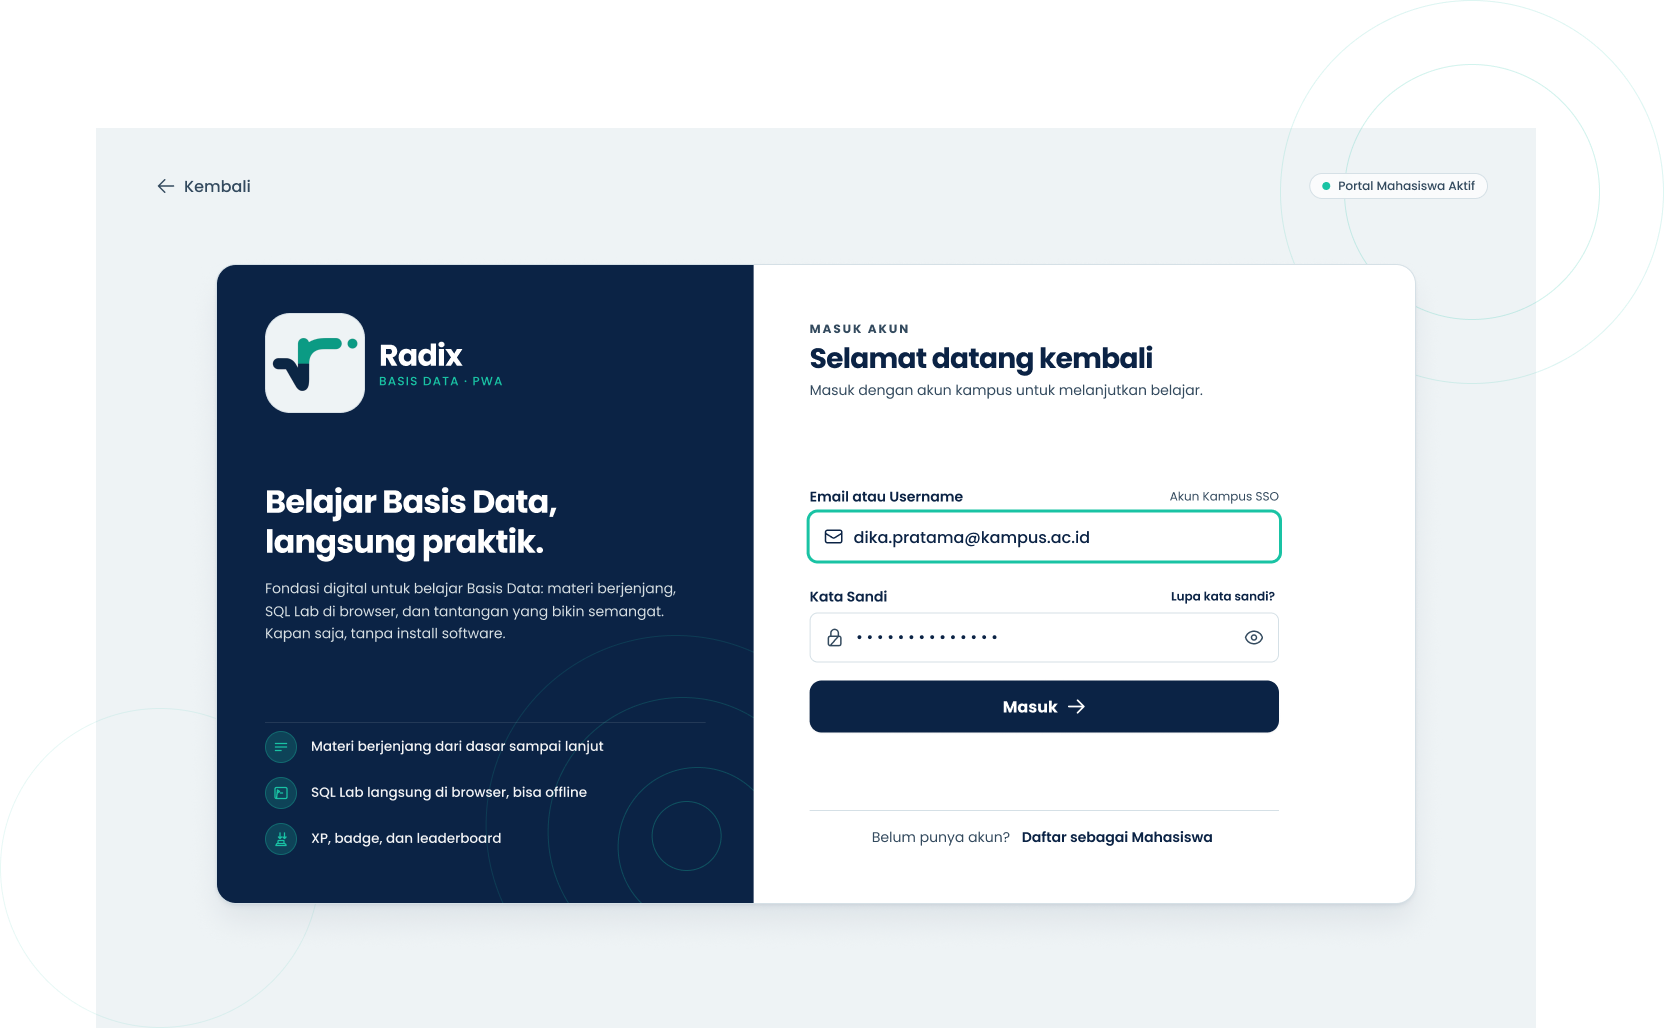 Kembali
Portal Mahasiswa Aktif
Radix
BASIS DATA · PWA
Belajar Basis Data,
langsung praktik.
Fondasi digital untuk belajar Basis Data: materi berjenjang,
SQL Lab di browser, dan tantangan yang bikin semangat.
Kapan saja, tanpa install software.
Materi berjenjang dari dasar sampai lanjut
SQL Lab langsung di browser, bisa offline
XP, badge, dan leaderboard
MASUK AKUN
Selamat datang kembali
Masuk dengan akun kampus untuk melanjutkan belajar.
Email atau Username
Akun Kampus SSO
dika.pratama@kampus.ac.id
Kata Sandi
Lupa kata sandi?
••••••••••••••
Masuk
Belum punya akun? Daftar sebagai Mahasiswa